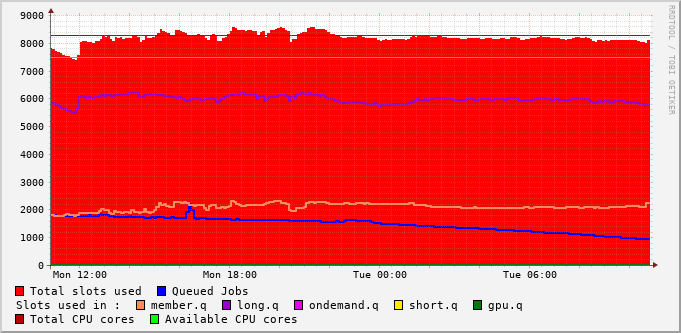 9000
8000
7000
6000
5000
4000
3000
2000
1000
0
Mon 12:00 Mon 18:00 Tue 00:00 Tue 06:00
RRDTOOL / TOBI OETIKER
Total slots used Queued Jobs
Slots used in : member.q long.q ondemand.q short.q gpu.q
Total CPU cores Available CPU cores